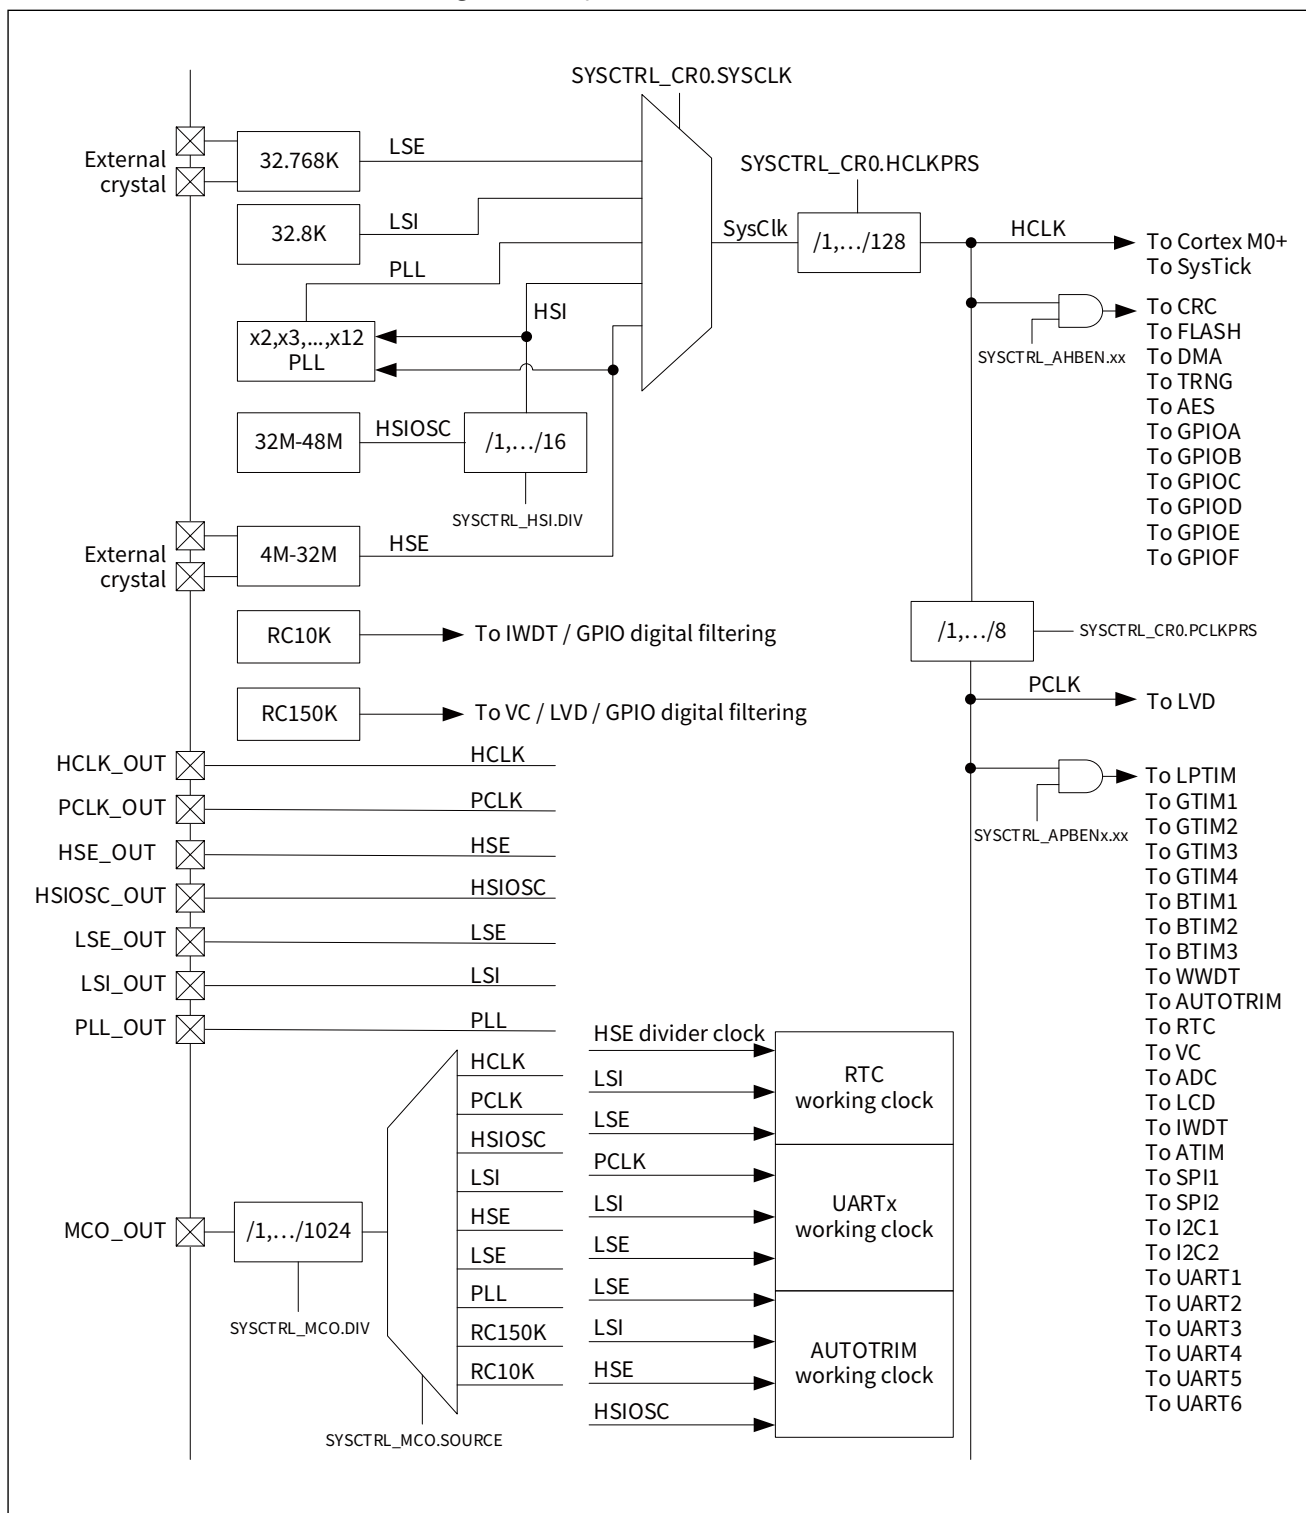 SYSCTRL_CR0.SYSCLK
External
crystal
32.768K
LSE
SYSCTRL_CR0.HCLKPRS
32.8K
LSI
SysClk
/1,.../128
HCLK
To Cortex M0+
To SysTick
PLL
HSI
x2,x3,...,x12
PLL
To CRC
To FLASH
To DMA
To TRNG
To AES
To GPIOA
To GPIOB
To GPIOC
To GPIOD
To GPIOE
To GPIOF
SYSCTRL_AHBEN.xx
32M-48M
HSIOSC
/1,.../16
SYSCTRL_HSI.DIV
External
crystal
4M-32M
HSE
RC10K
To IWDT / GPIO digital filtering
/1,.../8
SYSCTRL_CR0.PCLKPRS
RC150K
To VC / LVD / GPIO digital filtering
PCLK
To LVD
HCLK_OUT
HCLK
PCLK_OUT
PCLK
HSE_OUT
HSE
HSIOSC_OUT
HSIOSC
LSE_OUT
LSE
LSI_OUT
LSI
PLL_OUT
PLL
SYSCTRL_APBENx.xx
To LPTIM
To GTIM1
To GTIM2
To GTIM3
To GTIM4
To BTIM1
To BTIM2
To BTIM3
To WWDT
To AUTOTRIM
To RTC
To VC
To ADC
To LCD
To IWDT
To ATIM
To SPI1
To SPI2
To I2C1
To I2C2
To UART1
To UART2
To UART3
To UART4
To UART5
To UART6
MCO_OUT
/1,.../1024
SYSCTRL_MCO.DIV
HCLK
PCLK
HSIOSC
LSI
HSE
LSE
PLL
RC150K
RC10K
SYSCTRL_MCO.SOURCE
HSE divider clock
LSI
LSE
RTC
working clock
PCLK
LSI
LSE
UARTx
working clock
LSE
LSI
HSE
HSIOSC
AUTOTRIM
working clock